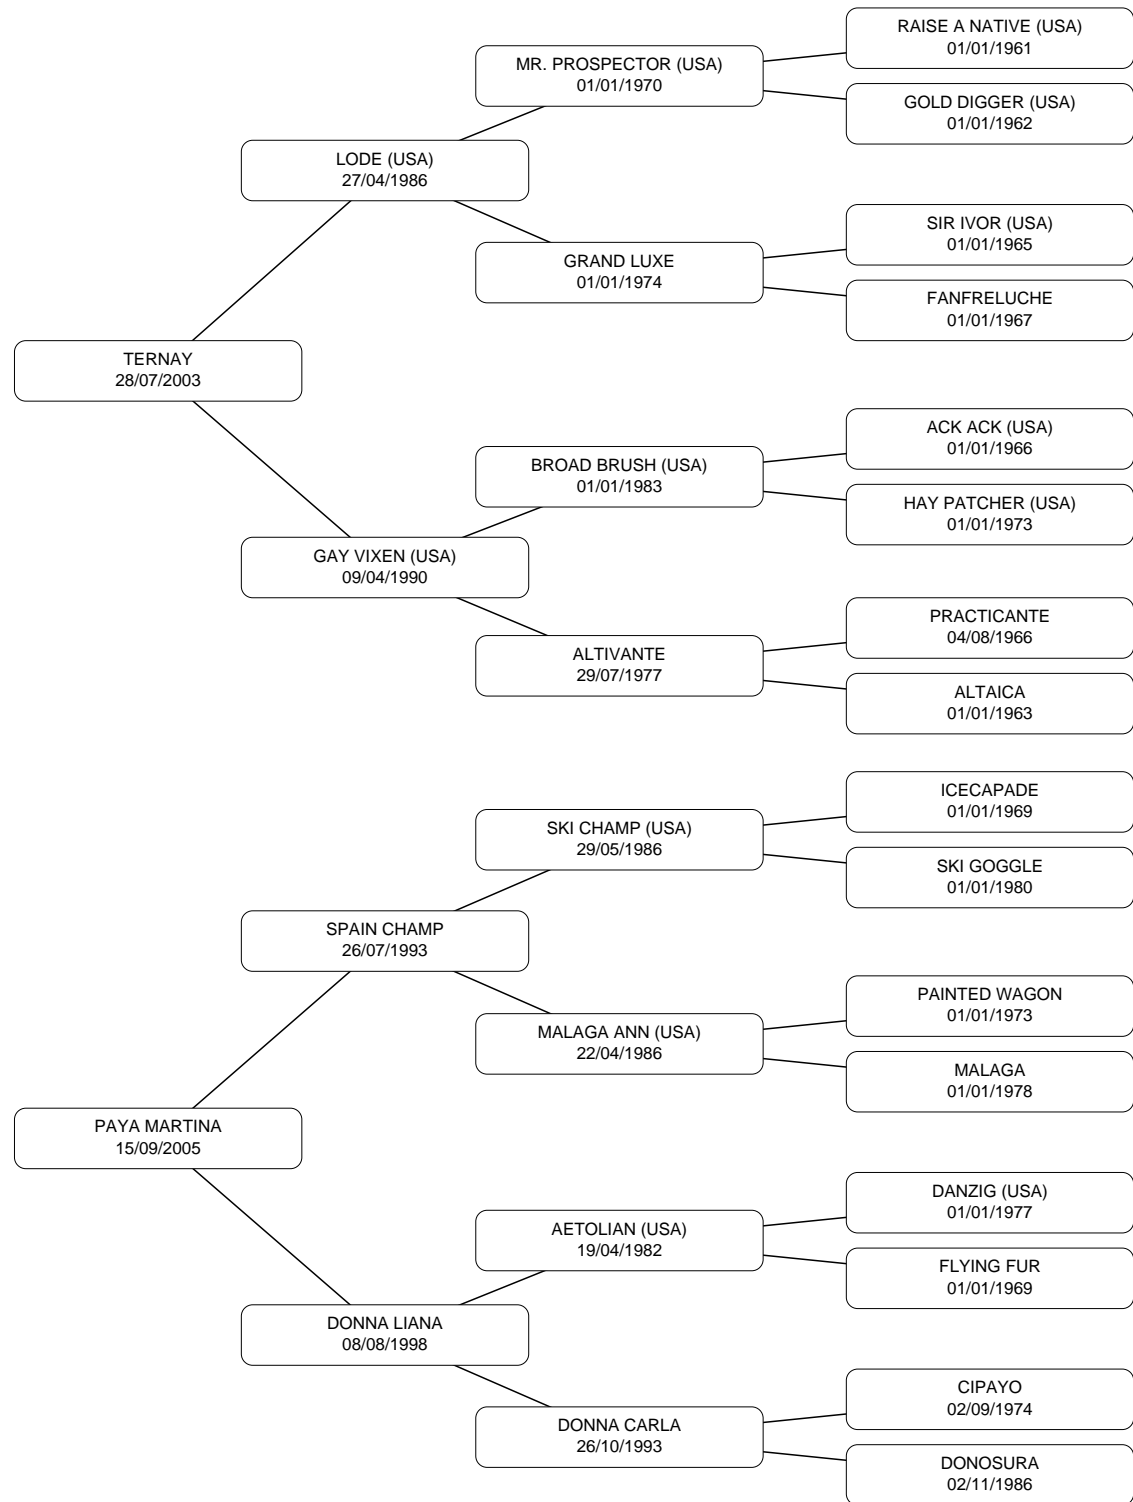 RAISE A NATIVE (USA)
01/01/1961
MR. PROSPECTOR (USA)
01/01/1970
GOLD DIGGER (USA)
01/01/1962
LODE (USA)
27/04/1986
SIR IVOR (USA)
01/01/1965
GRAND LUXE
01/01/1974
FANFRELUCHE
01/01/1967
TERNAY
28/07/2003
ACK ACK (USA)
01/01/1966
BROAD BRUSH (USA)
01/01/1983
HAY PATCHER (USA)
01/01/1973
GAY VIXEN (USA)
09/04/1990
PRACTICANTE
04/08/1966
ALTIVANTE
29/07/1977
ALTAICA
01/01/1963
ICECAPADE
01/01/1969
SKI CHAMP (USA)
29/05/1986
SKI GOGGLE
01/01/1980
SPAIN CHAMP
26/07/1993
PAINTED WAGON
01/01/1973
MALAGA ANN (USA)
22/04/1986
MALAGA
01/01/1978
PAYA MARTINA
15/09/2005
DANZIG (USA)
01/01/1977
AETOLIAN (USA)
19/04/1982
FLYING FUR
01/01/1969
DONNA LIANA
08/08/1998
CIPAYO
02/09/1974
DONNA CARLA
26/10/1993
DONOSURA
02/11/1986